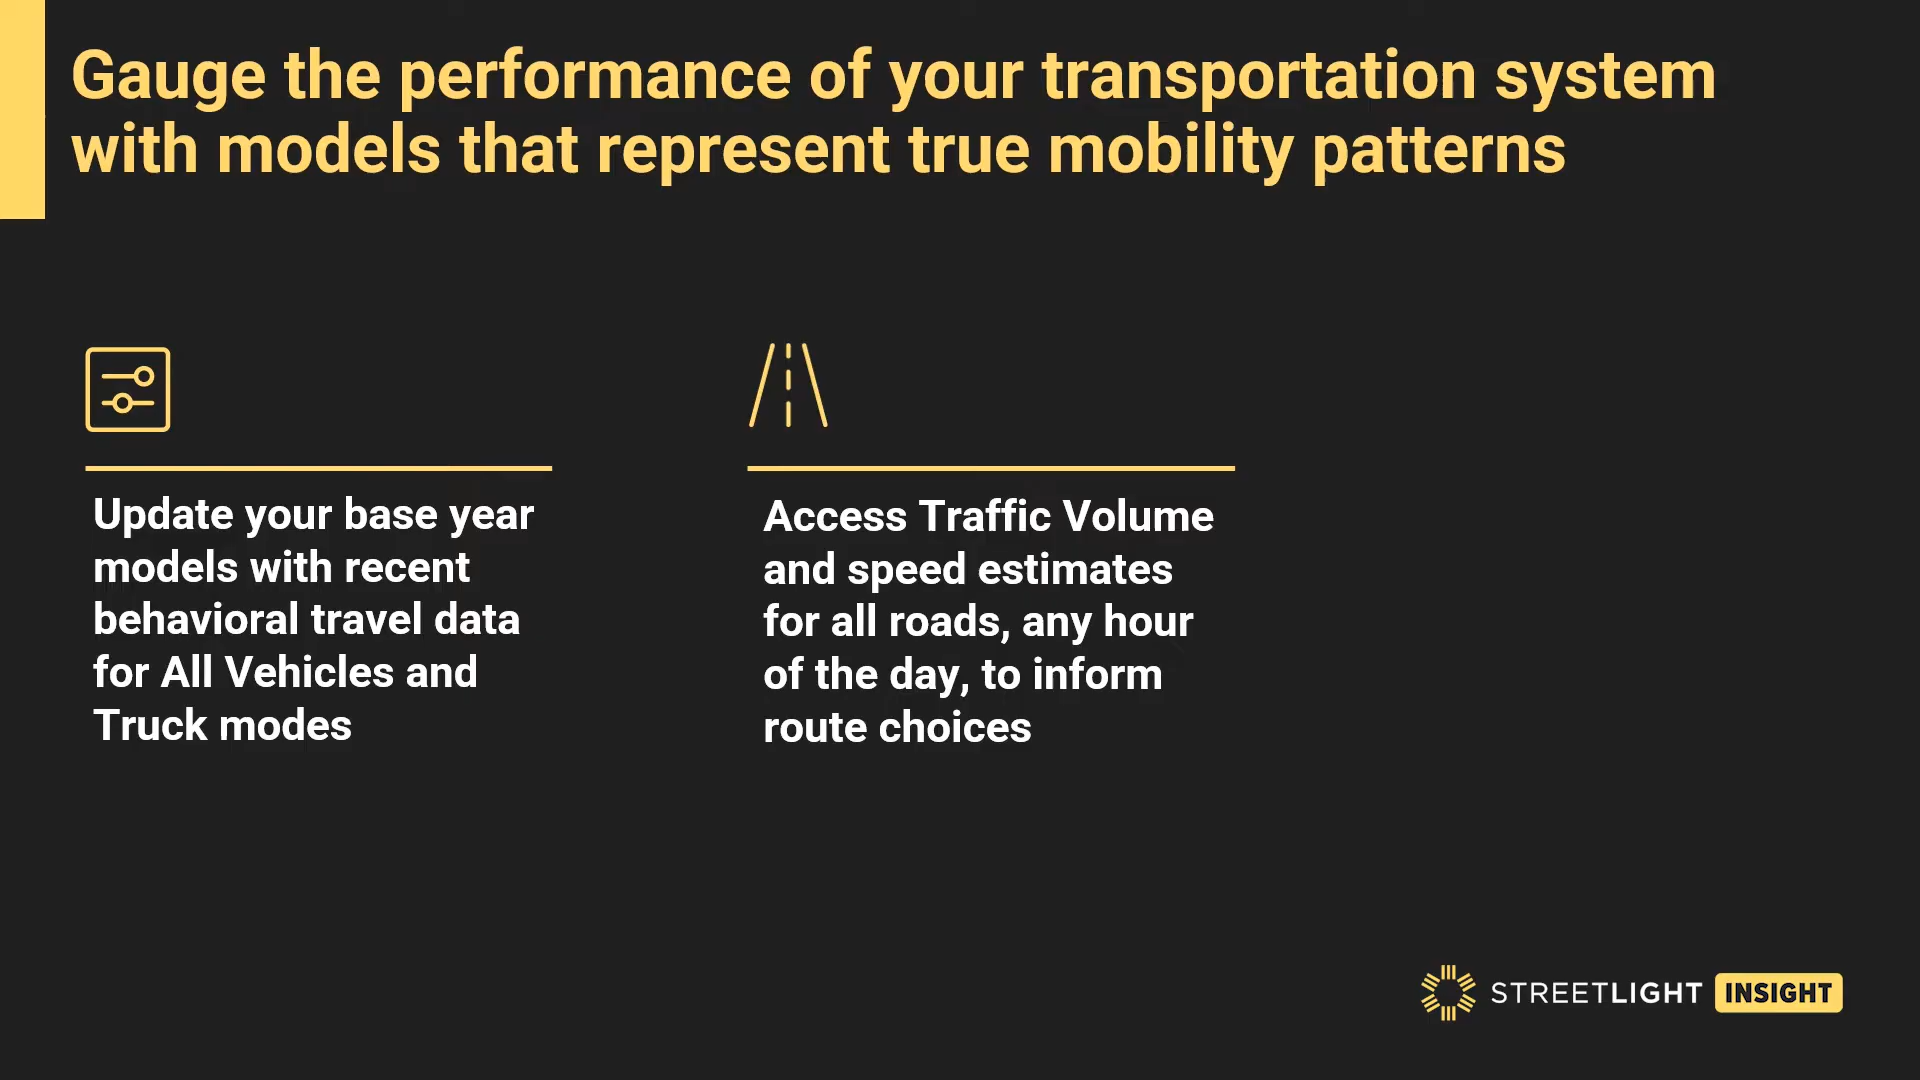 Gauge the performance of your transportation system
with models that represent true mobility patterns
Update your base year
models with recent
behavioral travel data
for All Vehicles and
Truck modes
Access Traffic Volume
and speed estimates
for all roads, any hour
of the day, to inform
route choices
STREETLIGHT INSIGHT